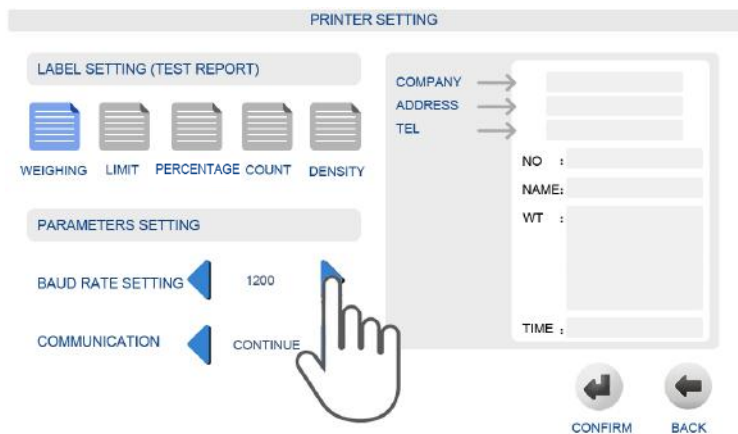 PRINTER SETTING
LABEL SETTING (TEST REPORT)
WEIGHING LIMIT PERCENTAGE COUNT DENSITY
PARAMETERS SETTING
BAUD RATE SETTING 1200
COMMUNICATION CONTINUE
COMPANY
ADDRESS
TEL
NO :
NAME:
WT :
TIME :
CONFIRM BACK